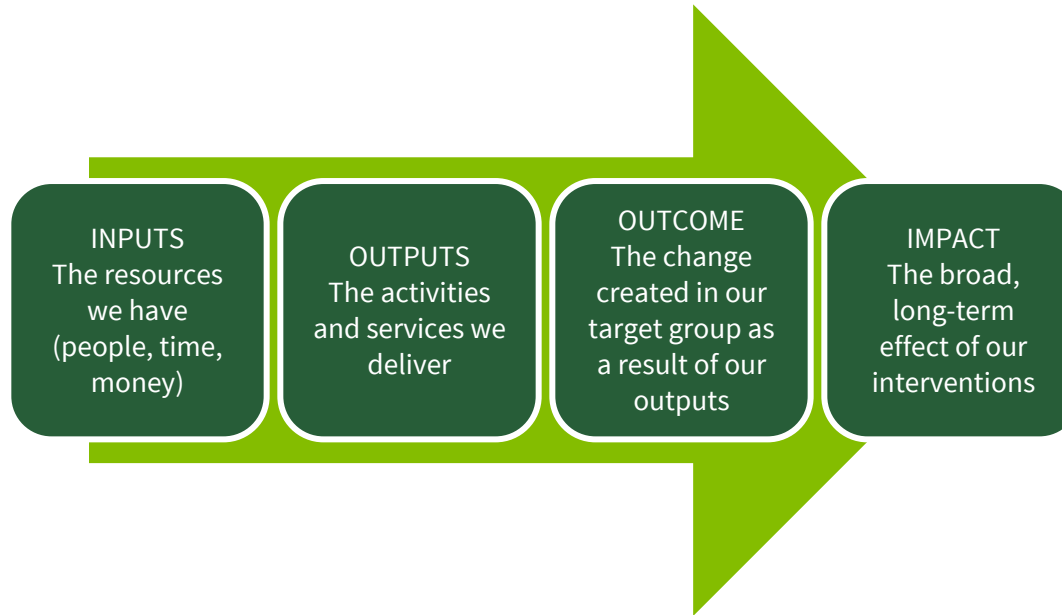 INPUTS
The resources
we have
(people, time,
money)
OUTPUTS
The activities
and services we
deliver
OUTCOME
The change
created in our
target group as
a result of our
outputs
IMPACT
The broad,
long-term
effect of our
interventions